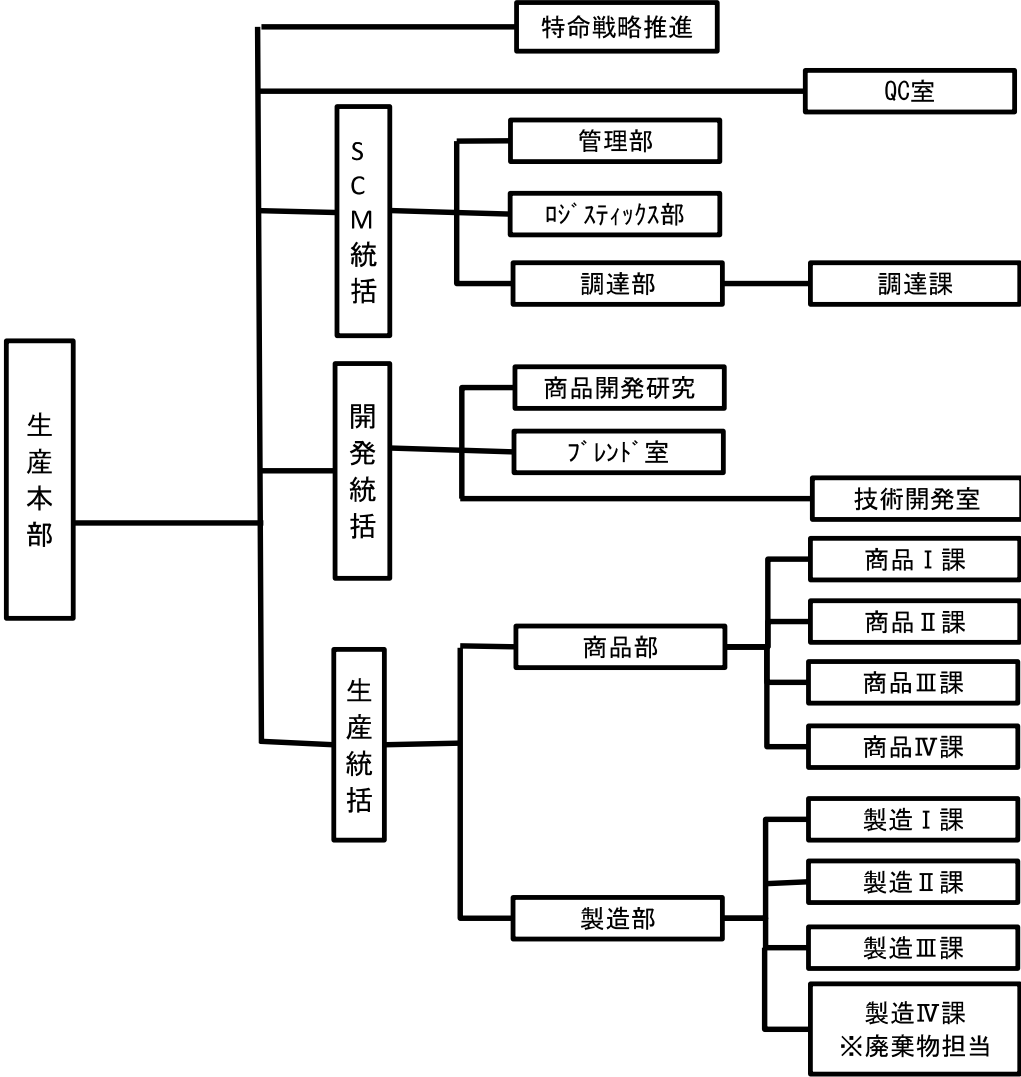 特命戦略推進
QC室
SCM統括
管理部
ﾛｼﾞｽﾃｨｯｸｽ部
調達部
調達課
生産本部
開発統括
商品開発研究
ﾌﾞﾚﾝﾄﾞ室
技術開発室
生産統括
商品部
商品Ⅰ課
商品Ⅱ課
商品Ⅲ課
商品Ⅳ課
製造部
製造Ⅰ課
製造Ⅱ課
製造Ⅲ課
製造Ⅳ課
※廃棄物担当